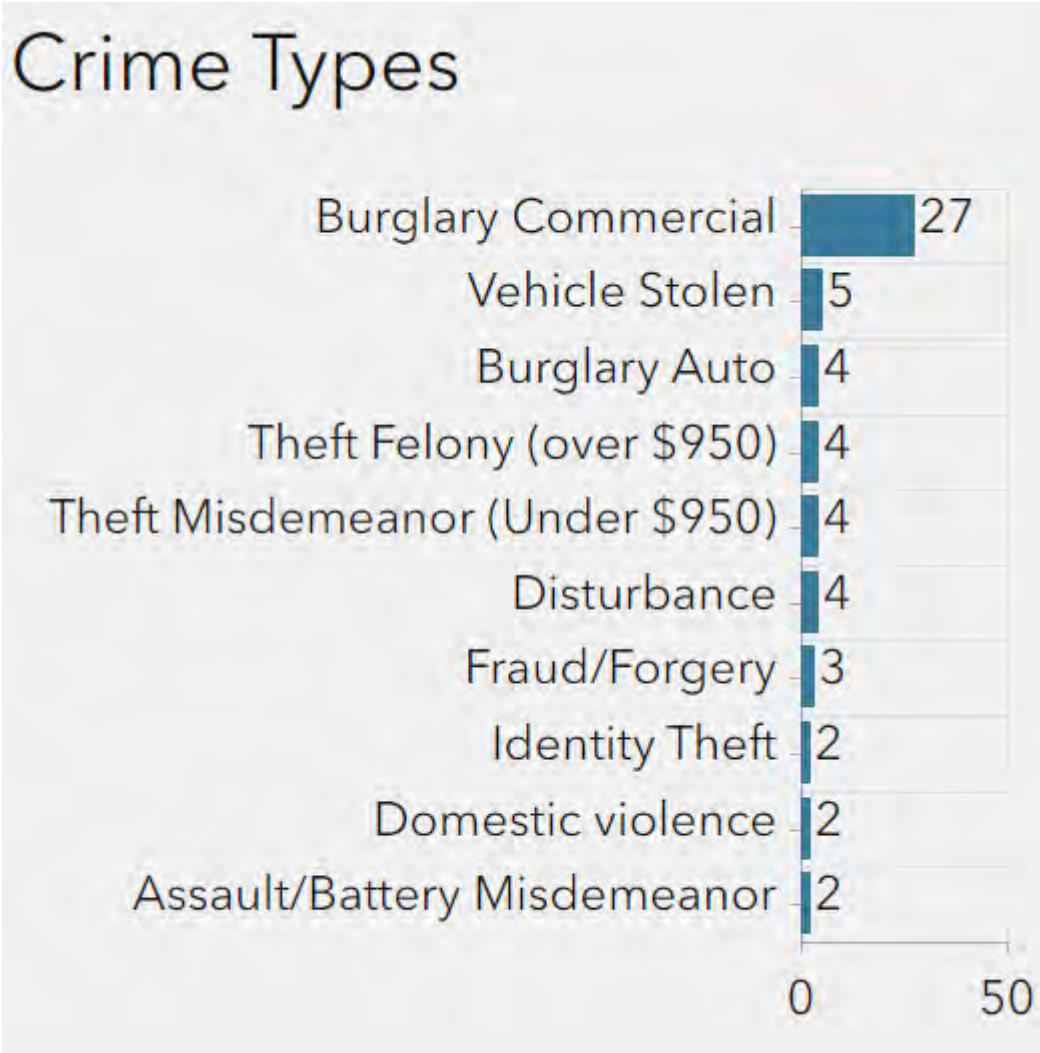 Crime Types
Burglary Commercial 27
Vehicle Stolen 5
Burglary Auto 4
Theft Felony (over $950) 4
Theft Misdemeanor (Under $950) 4
Disturbance 4
Fraud/Forgery 3
Identity Theft 2
Domestic violence 2
Assault/Battery Misdemeanor 2
0 50